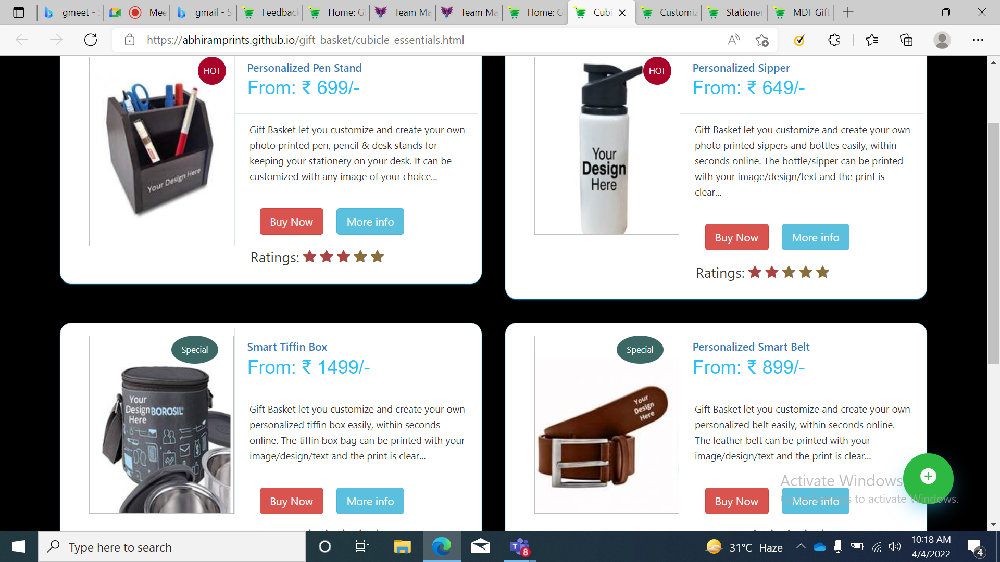 gmeet - S
Mee
gmail - S
Feedback
Home: Gi
Team Ma
Team Ma
Home: Gi
Cubi
Customiz
Stationer
MDF Gift
https://abhiramprints.github.io/gift_basket/cubicle_essentials.html
HOT
Personalized Pen Stand
From: ₹ 699/-
Gift Basket let you customize and create your own
photo printed pen, pencil & desk stands for
keeping your stationery on your desk. It can be
customized with any image of your choice...
Your Design Here
Buy Now
More info
Ratings:
HOT
Personalized Sipper
From: ₹ 649/-
Gift Basket let you customize and create your own
photo printed sippers and bottles easily, within
seconds online. The bottle/sipper can be printed
with your image/design/text and the print is
clear...
Your
Design
Here
Buy Now
More info
Ratings:
Special
Smart Tiffin Box
From: ₹ 1499/-
Gift Basket let you customize and create your own
personalized tiffin box easily, within seconds
online. The tiffin box bag can be printed with your
image/design/text and the print is clear...
Your
Design BOROSIL
Here
Buy Now
More info
Special
Personalized Smart Belt
From: ₹ 899/-
Gift Basket let you customize and create your own
personalized belt easily, within seconds online.
The leather belt can be printed with your
image/design/text and the print is clear...
Your
Design
Here
Buy Now
More info
Activate Windows
to activate Windows.
Type here to search
T 8
31°C Haze
10:18 AM
4/4/2022
4